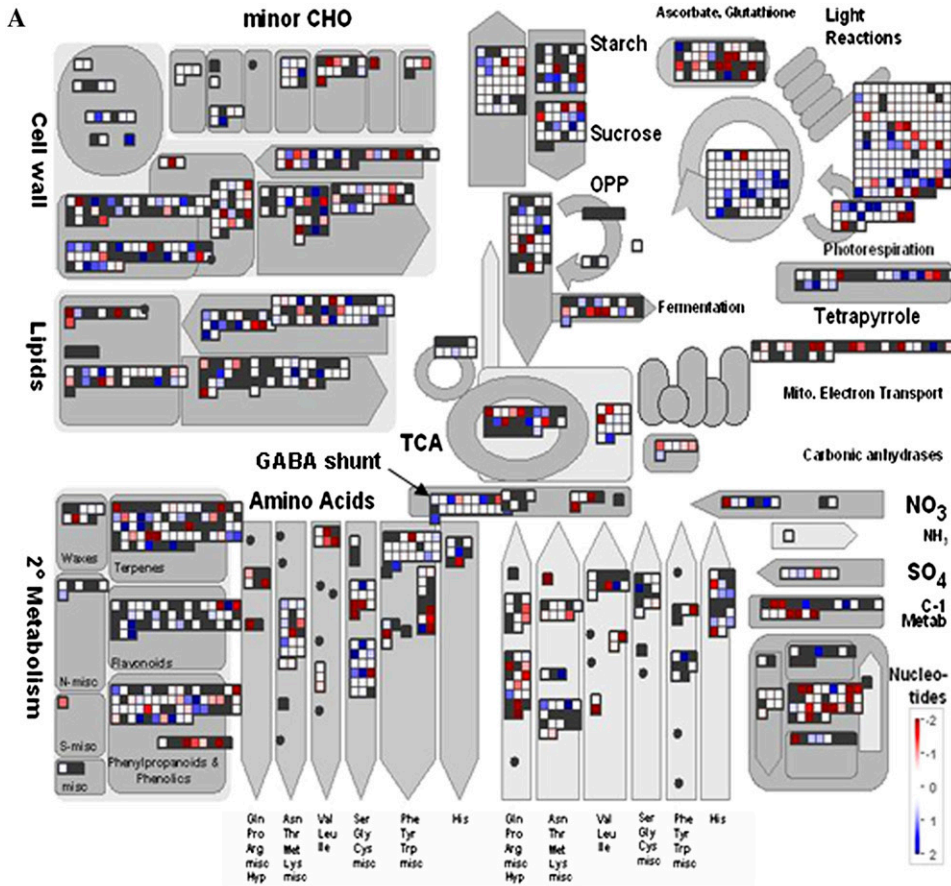 A
minor CHO
Cell wall
Lipids
2° Metabolism
Starch
Sucrose
OPP
Ascorbate, Glutathione
Light
Reactions
Photorespiration
Fermentation
Tetrapyrrole
Mito. Electron Transport
TCA
Carbonic anhydrases
GABA shunt
Amino Acids
NO3
NH3
SO4
C-1
Metab
Nucleo-
tides
-2
-1
0
1
2
Waxes
Terpenes
N-misc
Flavonoids
S-misc
Phenylpropanoids &
Phenolics
misc
Gln
Pro
Arg
misc
Hyp
Asn
Thr
Met
Lys
misc
Val
Leu
Ile
Ser
Gly
Cys
misc
Phe
Tyr
Trp
misc
His
Gln
Pro
Arg
misc
Hyp
Asn
Thr
Met
Lys
misc
Val
Leu
Ile
Ser
Gly
Cys
misc
Phe
Tyr
Trp
misc
His